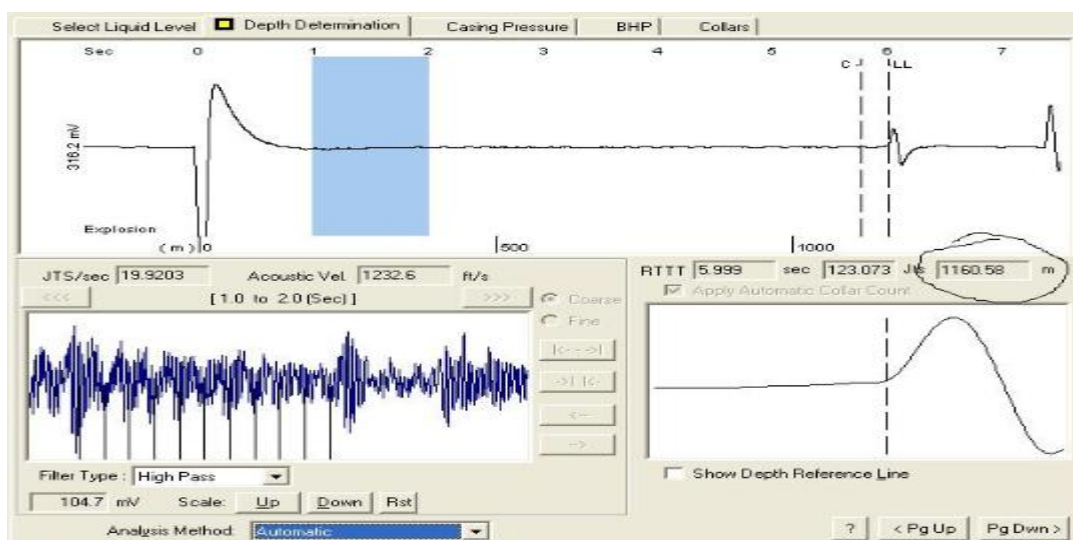 Select Liquid Level Depth Determination Casing Pressure BHP Collars
Sec 0 1 2 3 4 5 6 7
C LL
316.2 mV
Explosion
(m) 0 500 1000
JTS/sec 19.9203 Acoustic Vel. 1232.6 ft/s
<<< [1.0 to 2.0 (Sec)] >>>
Coarse
Fine
|<--->|
->| |<-
<--
-->
Filter Type : High Pass
104.7 mV Scale: Up Down Rst
Analysis Method: Automatic
RTTT 5.999 sec 123.073 Jts 1160.58 m
Apply Automatic Collar Count
Show Depth Reference Line
? < Pg Up Pg Dwn >